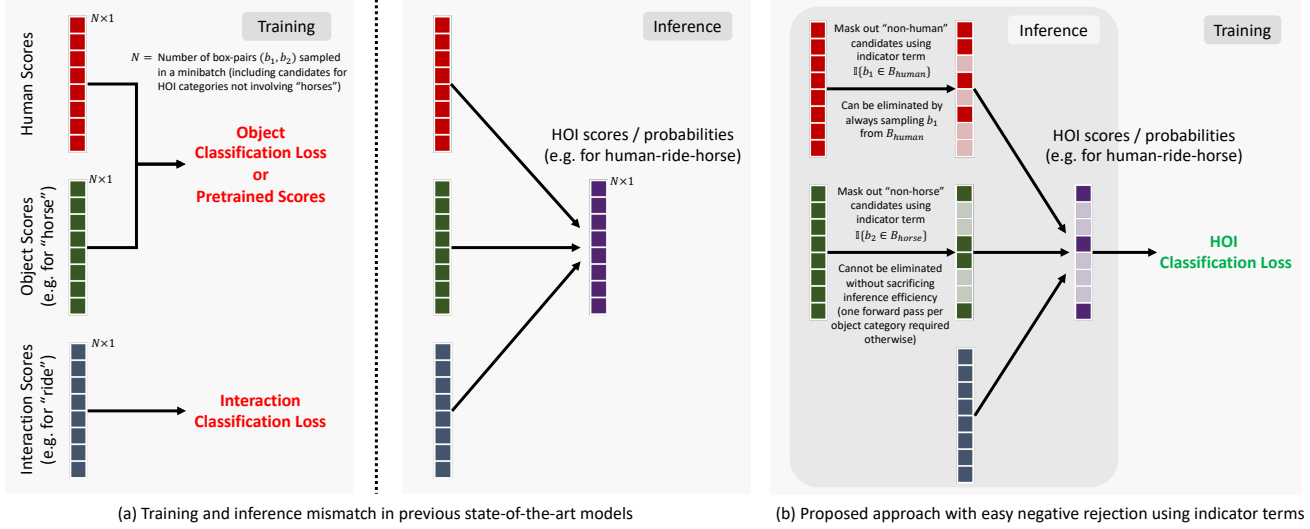 Training
Human Scores
N×1
N = Number of box-pairs (b₁, b₂) sampled
in a minibatch (including candidates for
HOI categories not involving “horses”)
Object
Classification Loss
or
Pretrained Scores
Object Scores
(e.g. for “horse”)
N×1
Interaction Scores
(e.g. for “ride”)
N×1
Interaction
Classification Loss
Inference
HOI scores / probabilities
(e.g. for human-ride-horse)
N×1
(a) Training and inference mismatch in previous state-of-the-art models
Inference
Training
Mask out “non-human”
candidates using
indicator term
𝕀{b₁ ∈ B_human}
Can be eliminated by
always sampling b₁
from B_human
Mask out “non-horse”
candidates using
indicator term
𝕀{b₂ ∈ B_horse}
Cannot be eliminated
without sacrificing
inference efficiency
(one forward pass per
object category required
otherwise)
HOI scores / probabilities
(e.g. for human-ride-horse)
HOI
Classification Loss
(b) Proposed approach with easy negative rejection using indicator terms